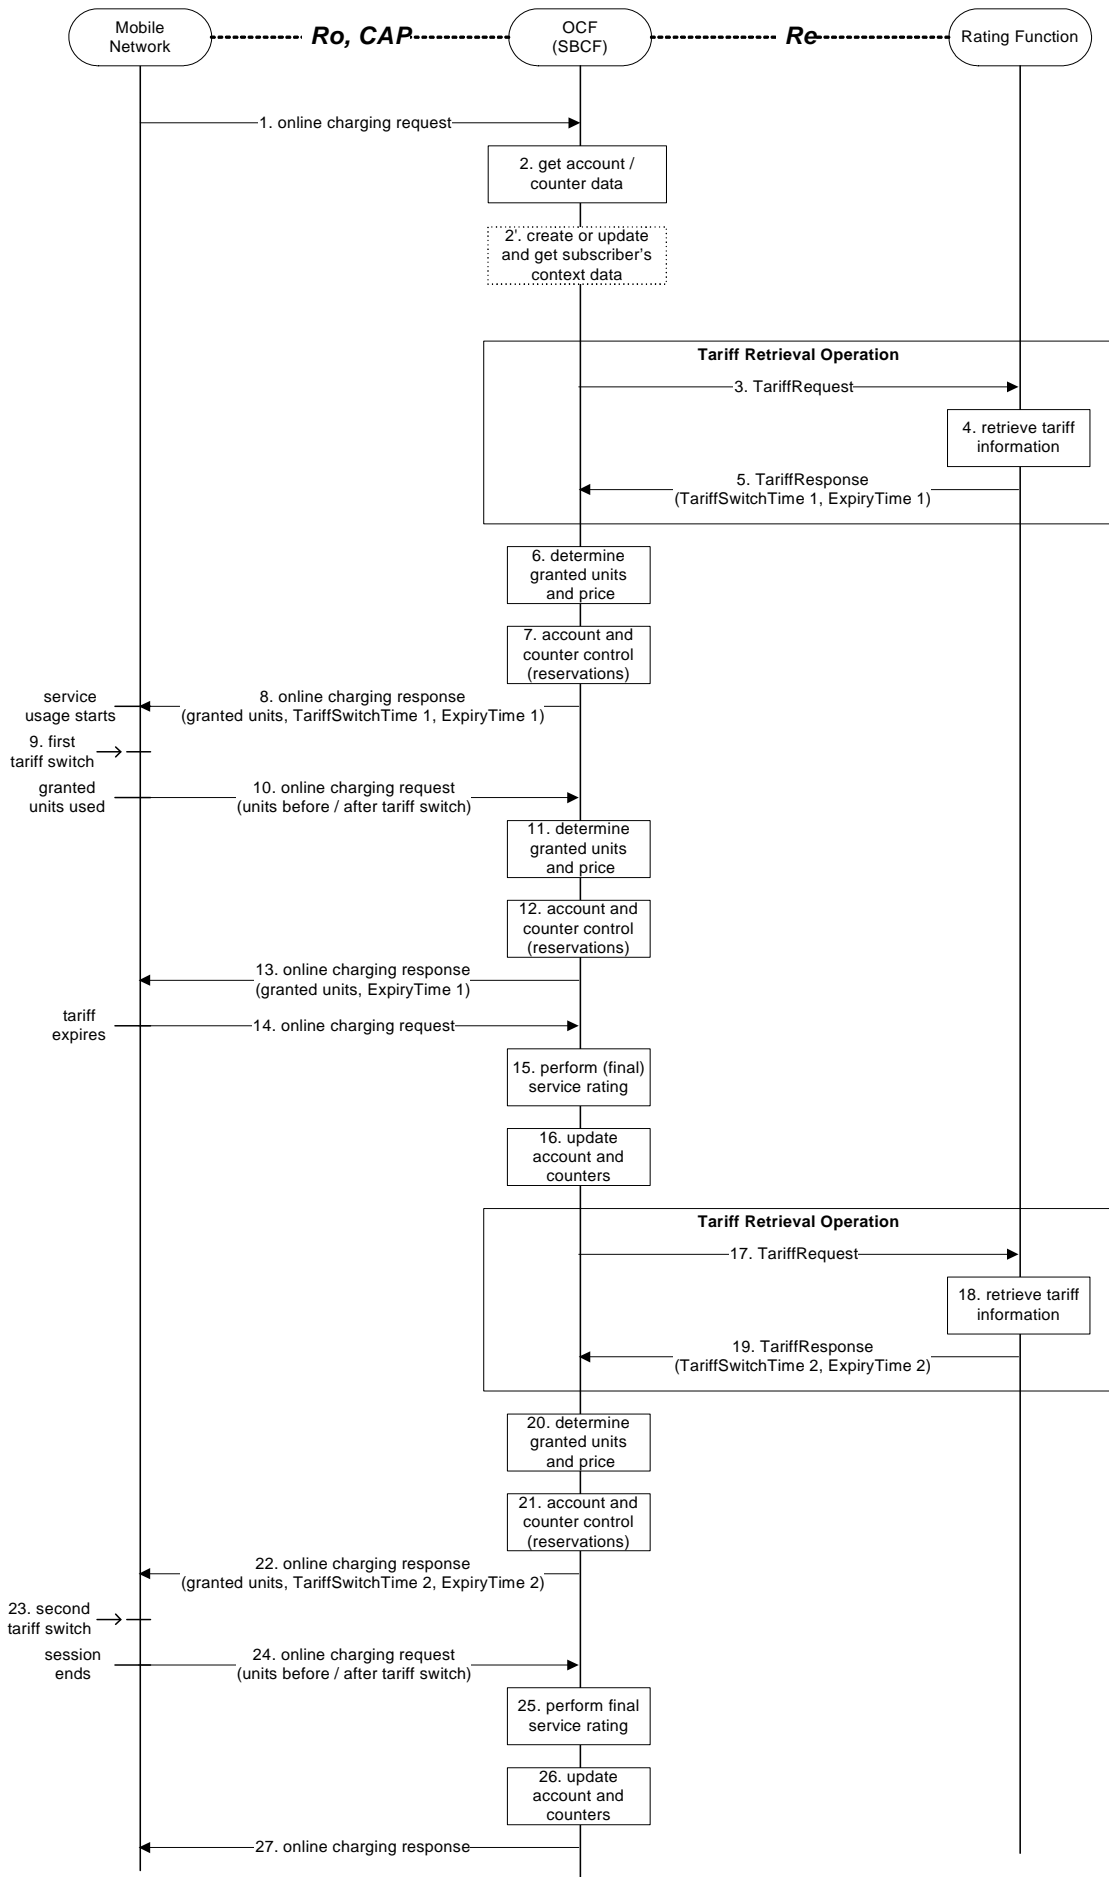 Mobile
Network
Ro, CAP
OCF
(SBCF)
Re
Rating Function
1. online charging request
2. get account /
counter data
2'. create or update
and get subscriber's
context data
Tariff Retrieval Operation
3. TariffRequest
4. retrieve tariff
information
5. TariffResponse
(TariffSwitchTime 1, ExpiryTime 1)
6. determine
granted units
and price
7. account and
counter control
(reservations)
service
usage starts
8. online charging response
(granted units, TariffSwitchTime 1, ExpiryTime 1)
9. first
tariff switch
granted
units used
10. online charging request
(units before / after tariff switch)
11. determine
granted units
and price
12. account and
counter control
(reservations)
13. online charging response
(granted units, ExpiryTime 1)
tariff
expires
14. online charging request
15. perform (final)
service rating
16. update
account and
counters
Tariff Retrieval Operation
17. TariffRequest
18. retrieve tariff
information
19. TariffResponse
(TariffSwitchTime 2, ExpiryTime 2)
20. determine
granted units
and price
21. account and
counter control
(reservations)
22. online charging response
(granted units, TariffSwitchTime 2, ExpiryTime 2)
23. second
tariff switch
session
ends
24. online charging request
(units before / after tariff switch)
25. perform final
service rating
26. update
account and
counters
27. online charging response